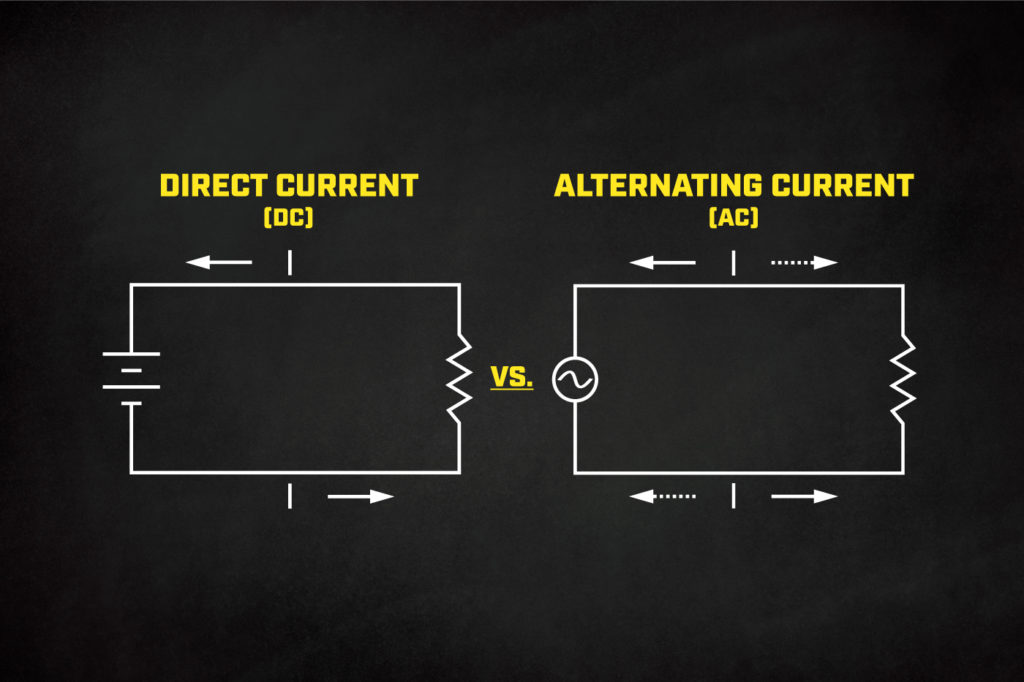 DIRECT CURRENT
(DC)
I
I
VS.
ALTERNATING CURRENT
(AC)
I
I